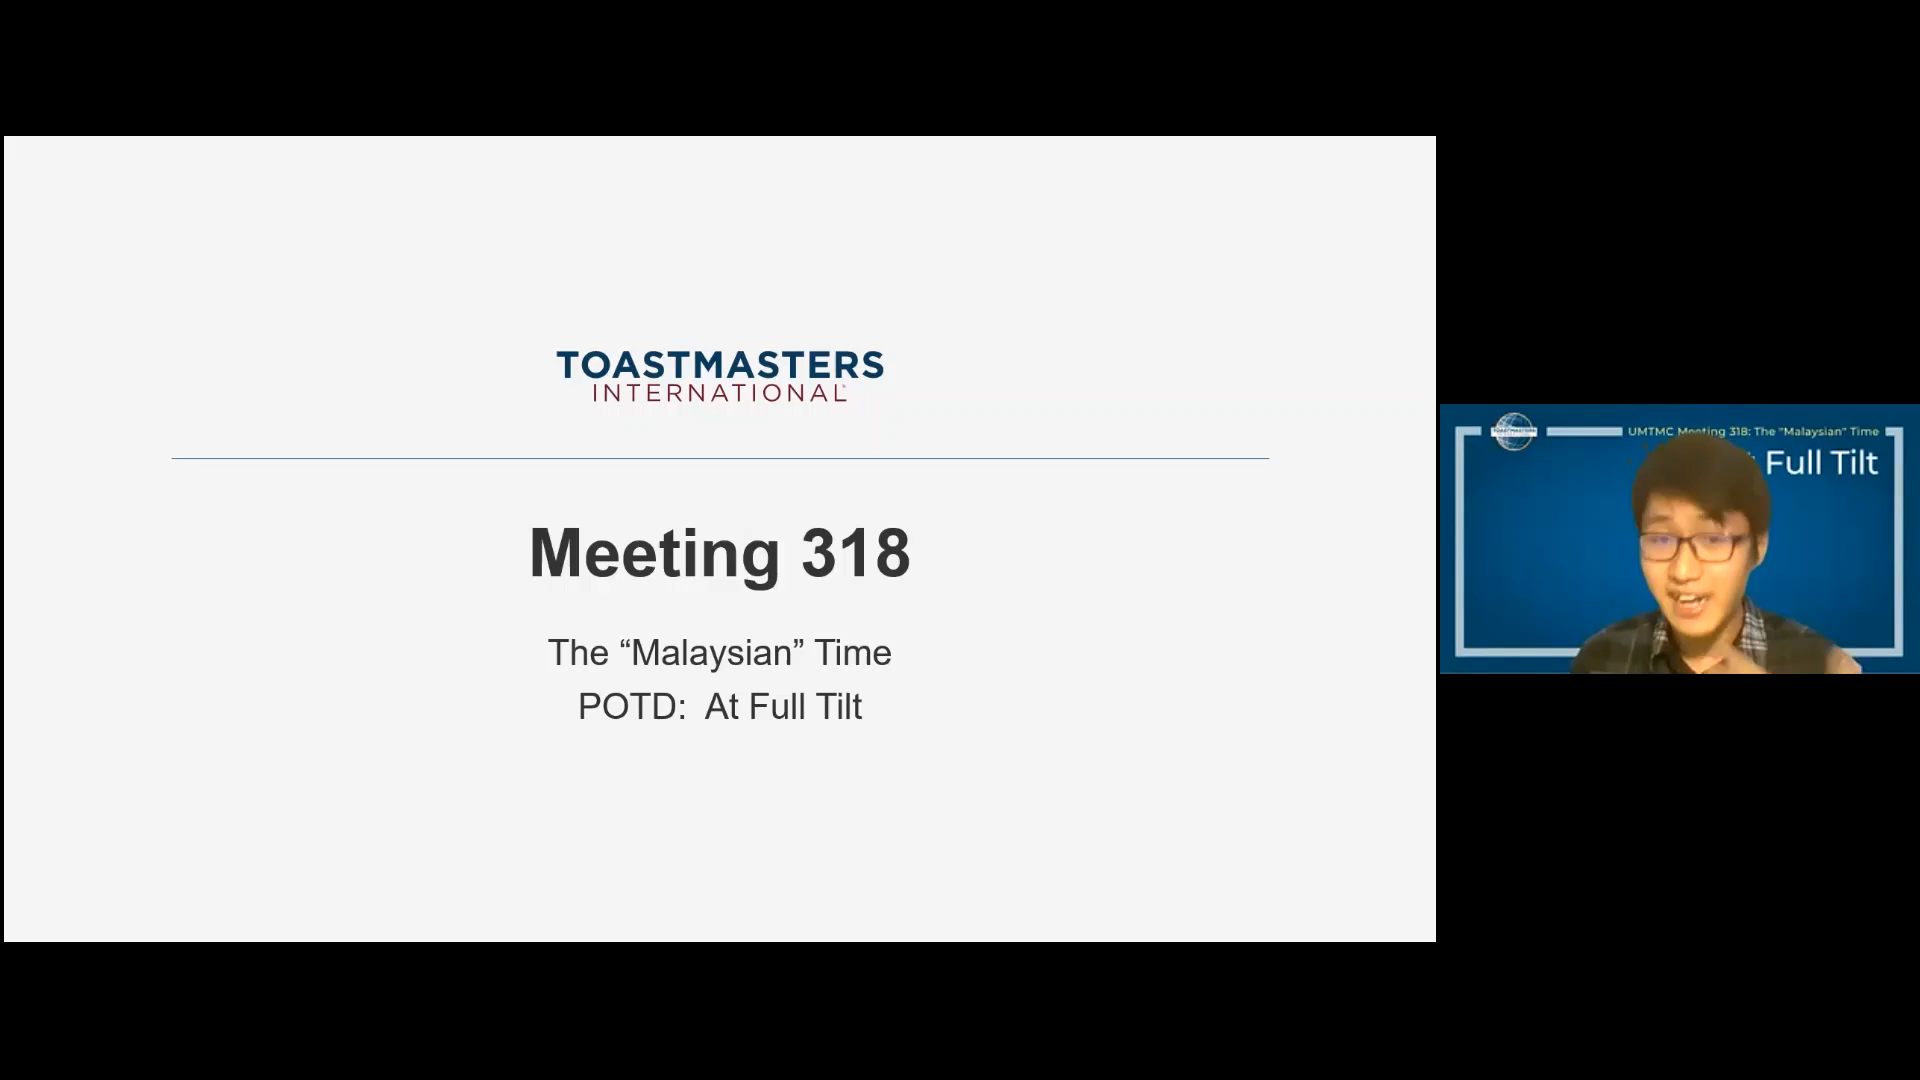 TOASTMASTERS
INTERNATIONAL
Meeting 318
The “Malaysian” Time
POTD:  At Full Tilt
TOASTMASTERS
UMTMC Meeting 318: The "Malaysian" Time
Full Tilt